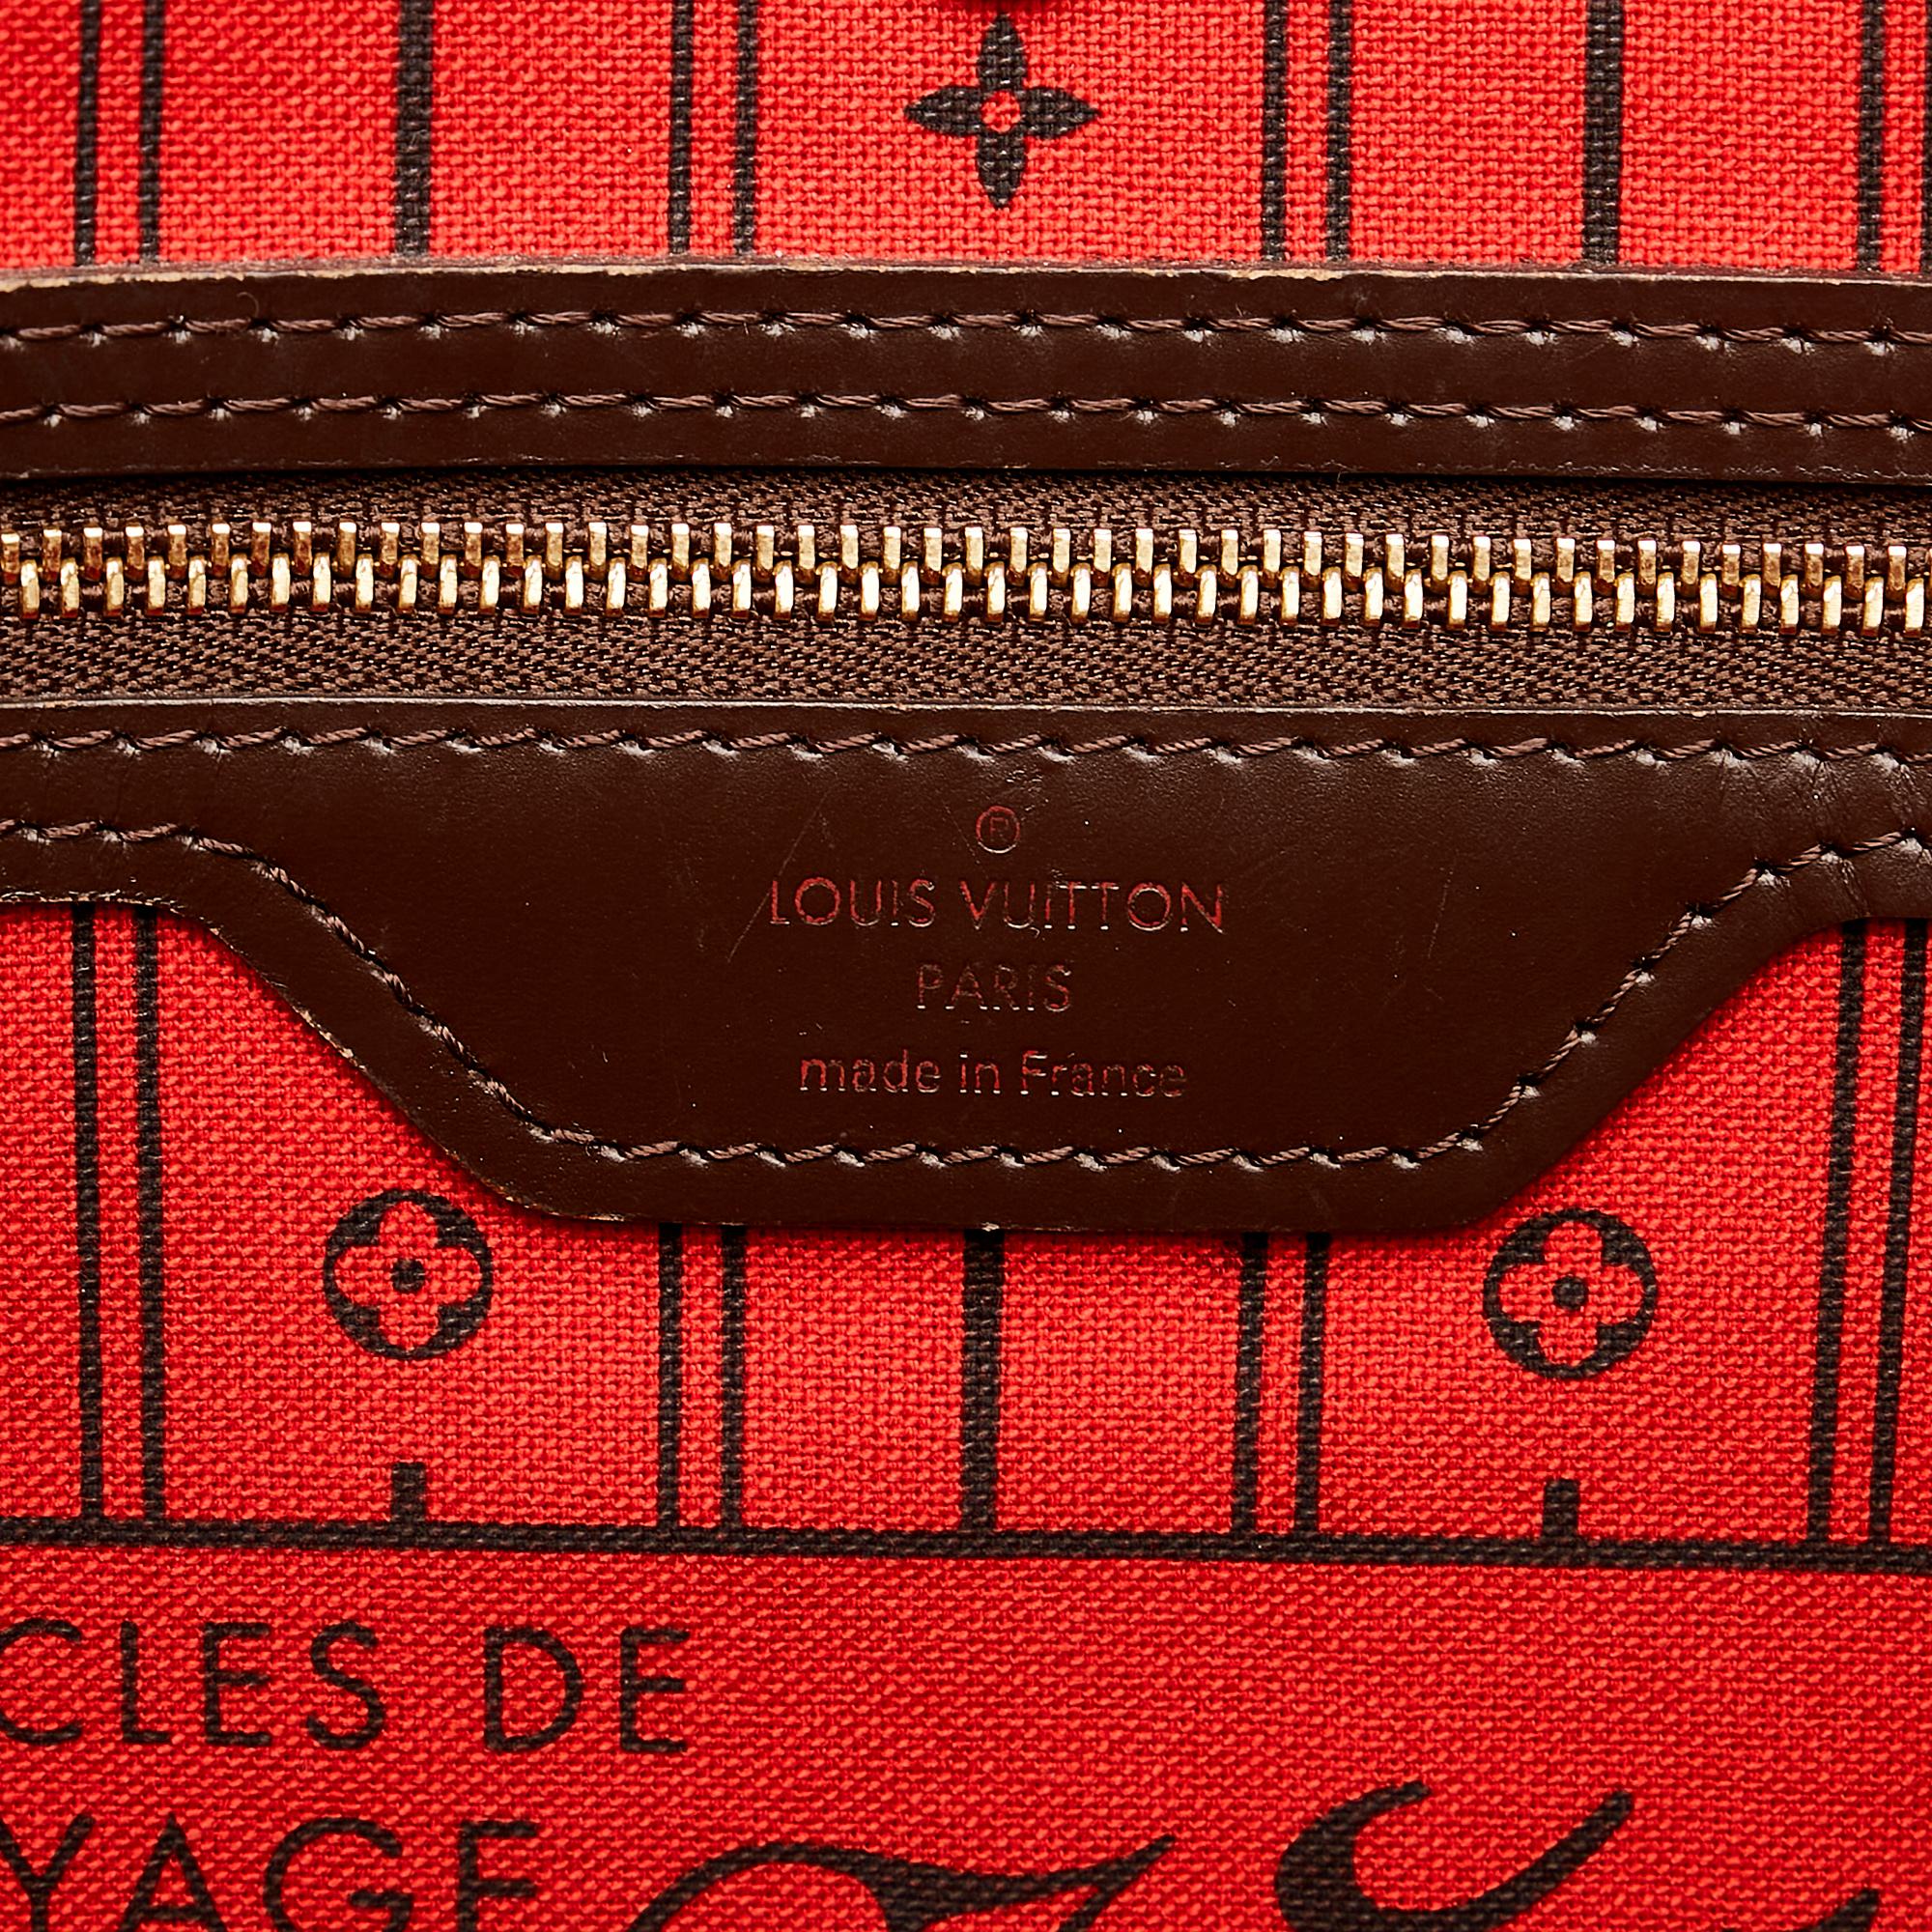 ®
LOUIS VUITTON
PARIS
made in France
CLES DE
YAGE